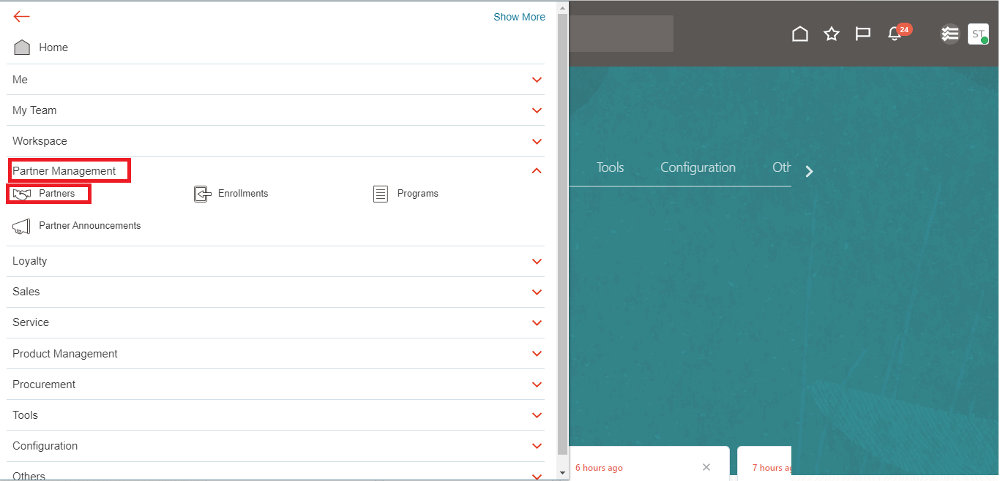 Show More
Home
Me
My Team
Workspace
Partner Management
Partners
Enrollments
Programs
Partner Announcements
Loyalty
Sales
Service
Product Management
Procurement
Tools
Configuration
Others
24
ST
Tools
Configuration
Oth
6 hours ago
7 hours ag